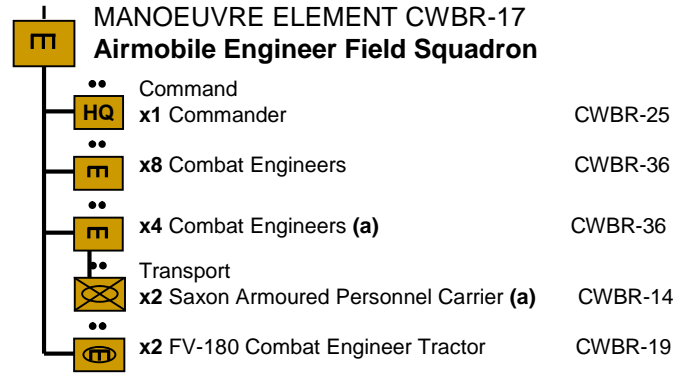 MANOEUVRE ELEMENT CWBR-17
Airmobile Engineer Field Squadron
Command
HQ x1 Commander CWBR-25
x8 Combat Engineers CWBR-36
x4 Combat Engineers (a) CWBR-36
Transport
x2 Saxon Armoured Personnel Carrier (a) CWBR-14
x2 FV-180 Combat Engineer Tractor CWBR-19